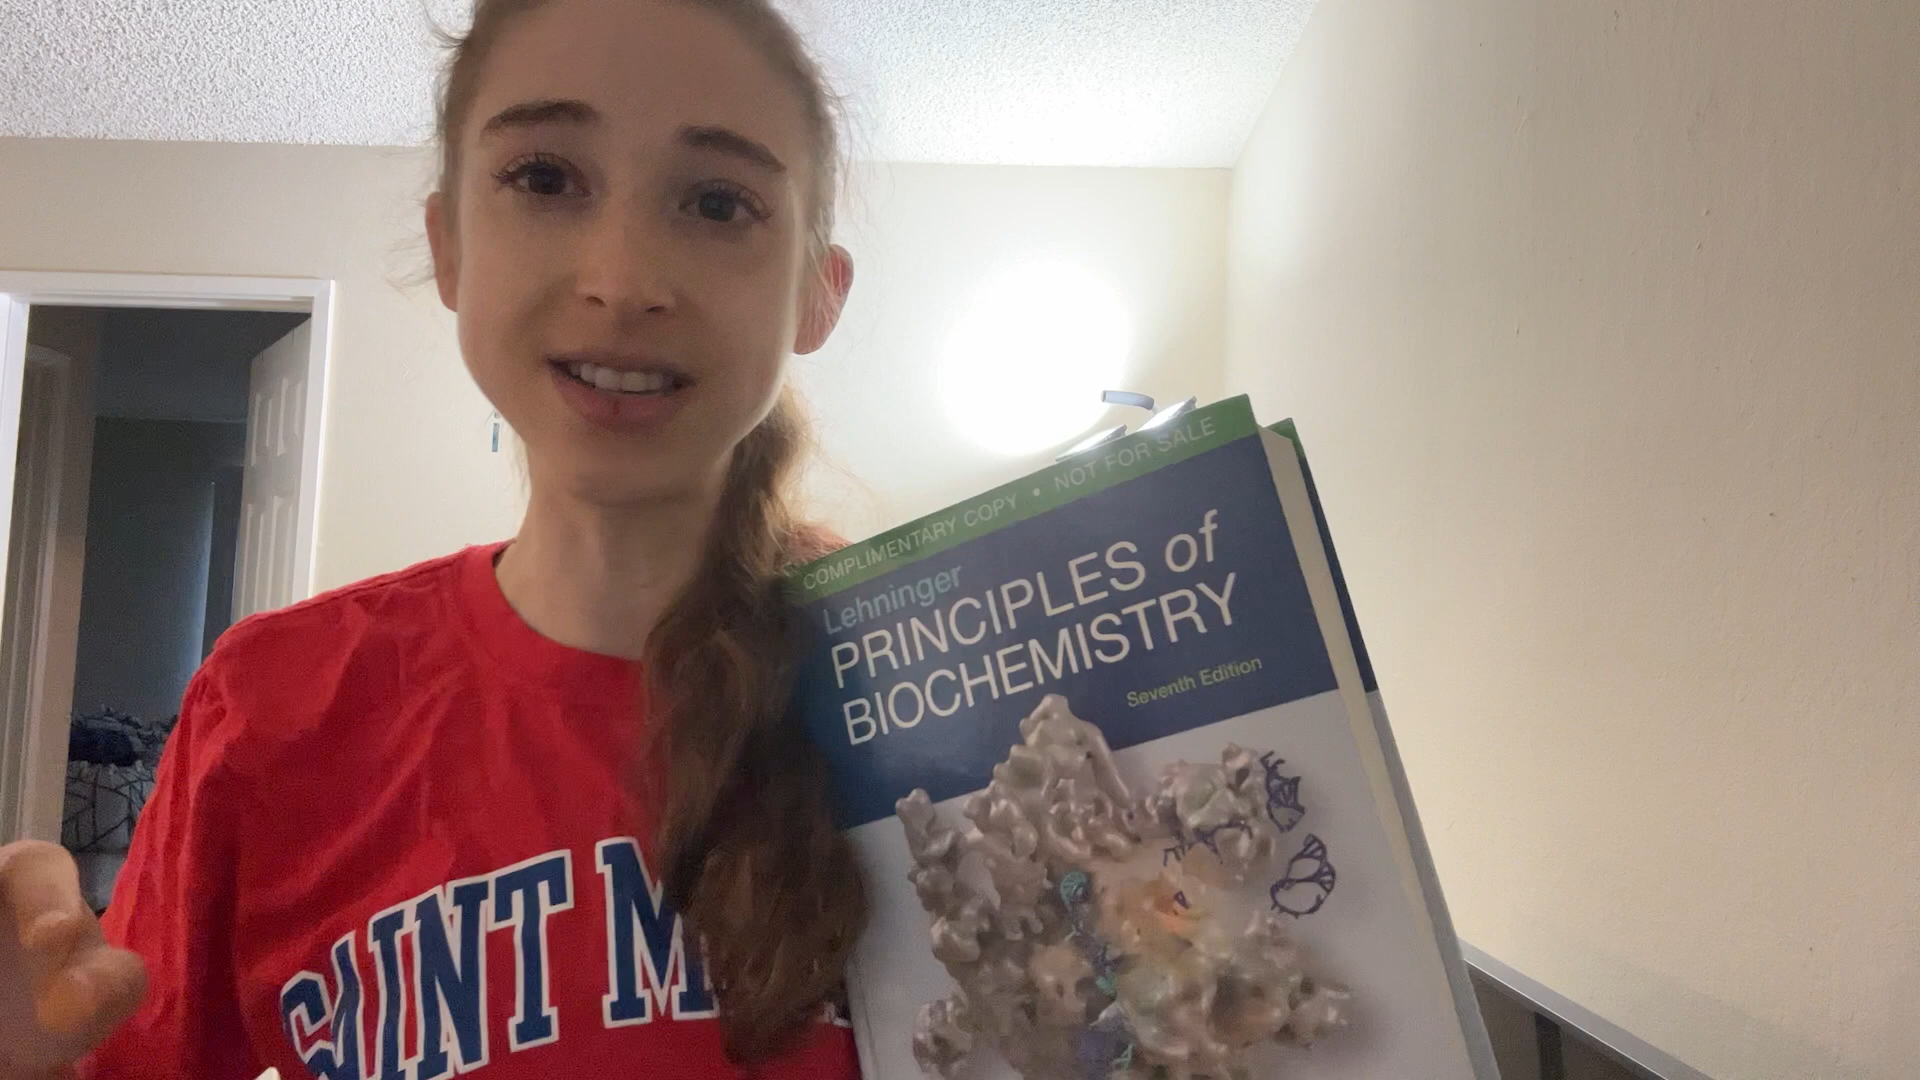 COMPLIMENTARY COPY • NOT FOR SALE
Lehninger
PRINCIPLES of
BIOCHEMISTRY
Seventh Edition
SAINT M